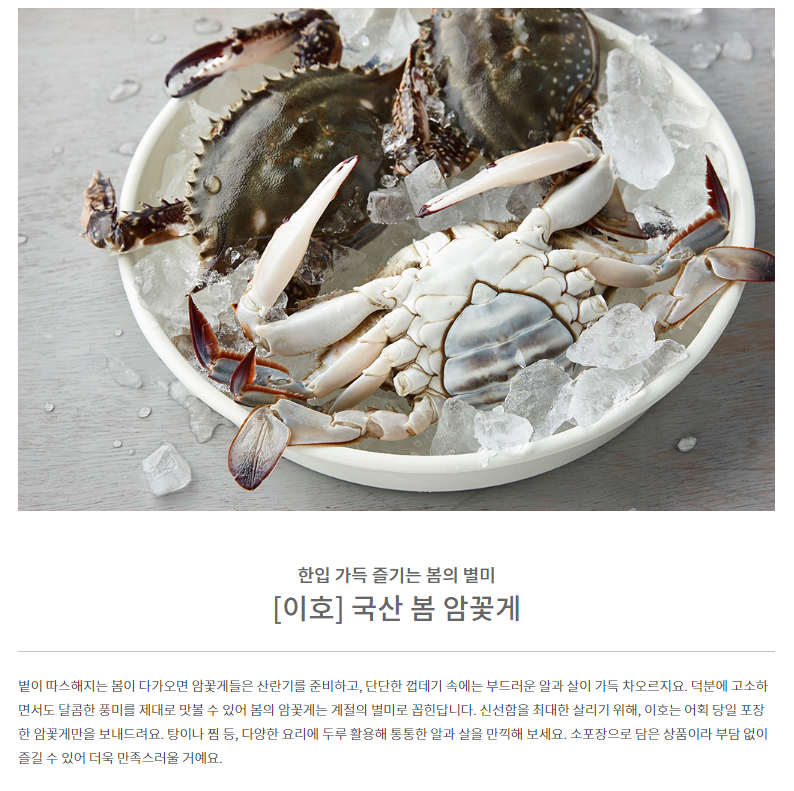 한입 가득 즐기는 봄의 별미
[이호] 국산 봄 암꽃게
볕이 따스해지는 봄이 다가오면 암꽃게들은 산란기를 준비하고, 단단한 껍데기 속에는 부드러운 알과 살이 가득 차오르지요. 덕분에 고소하
면서도 달콤한 풍미를 제대로 맛볼 수 있어 봄의 암꽃게는 계절의 별미로 꼽힌답니다. 신선함을 최대한 살리기 위해, 이호는 어획 당일 포장
한 암꽃게만을 보내드려요. 탕이나 찜 등, 다양한 요리에 두루 활용해 통통한 알과 살을 만끽해 보세요. 소포장으로 담은 상품이라 부담 없이
즐길 수 있어 더욱 만족스러울 거예요.